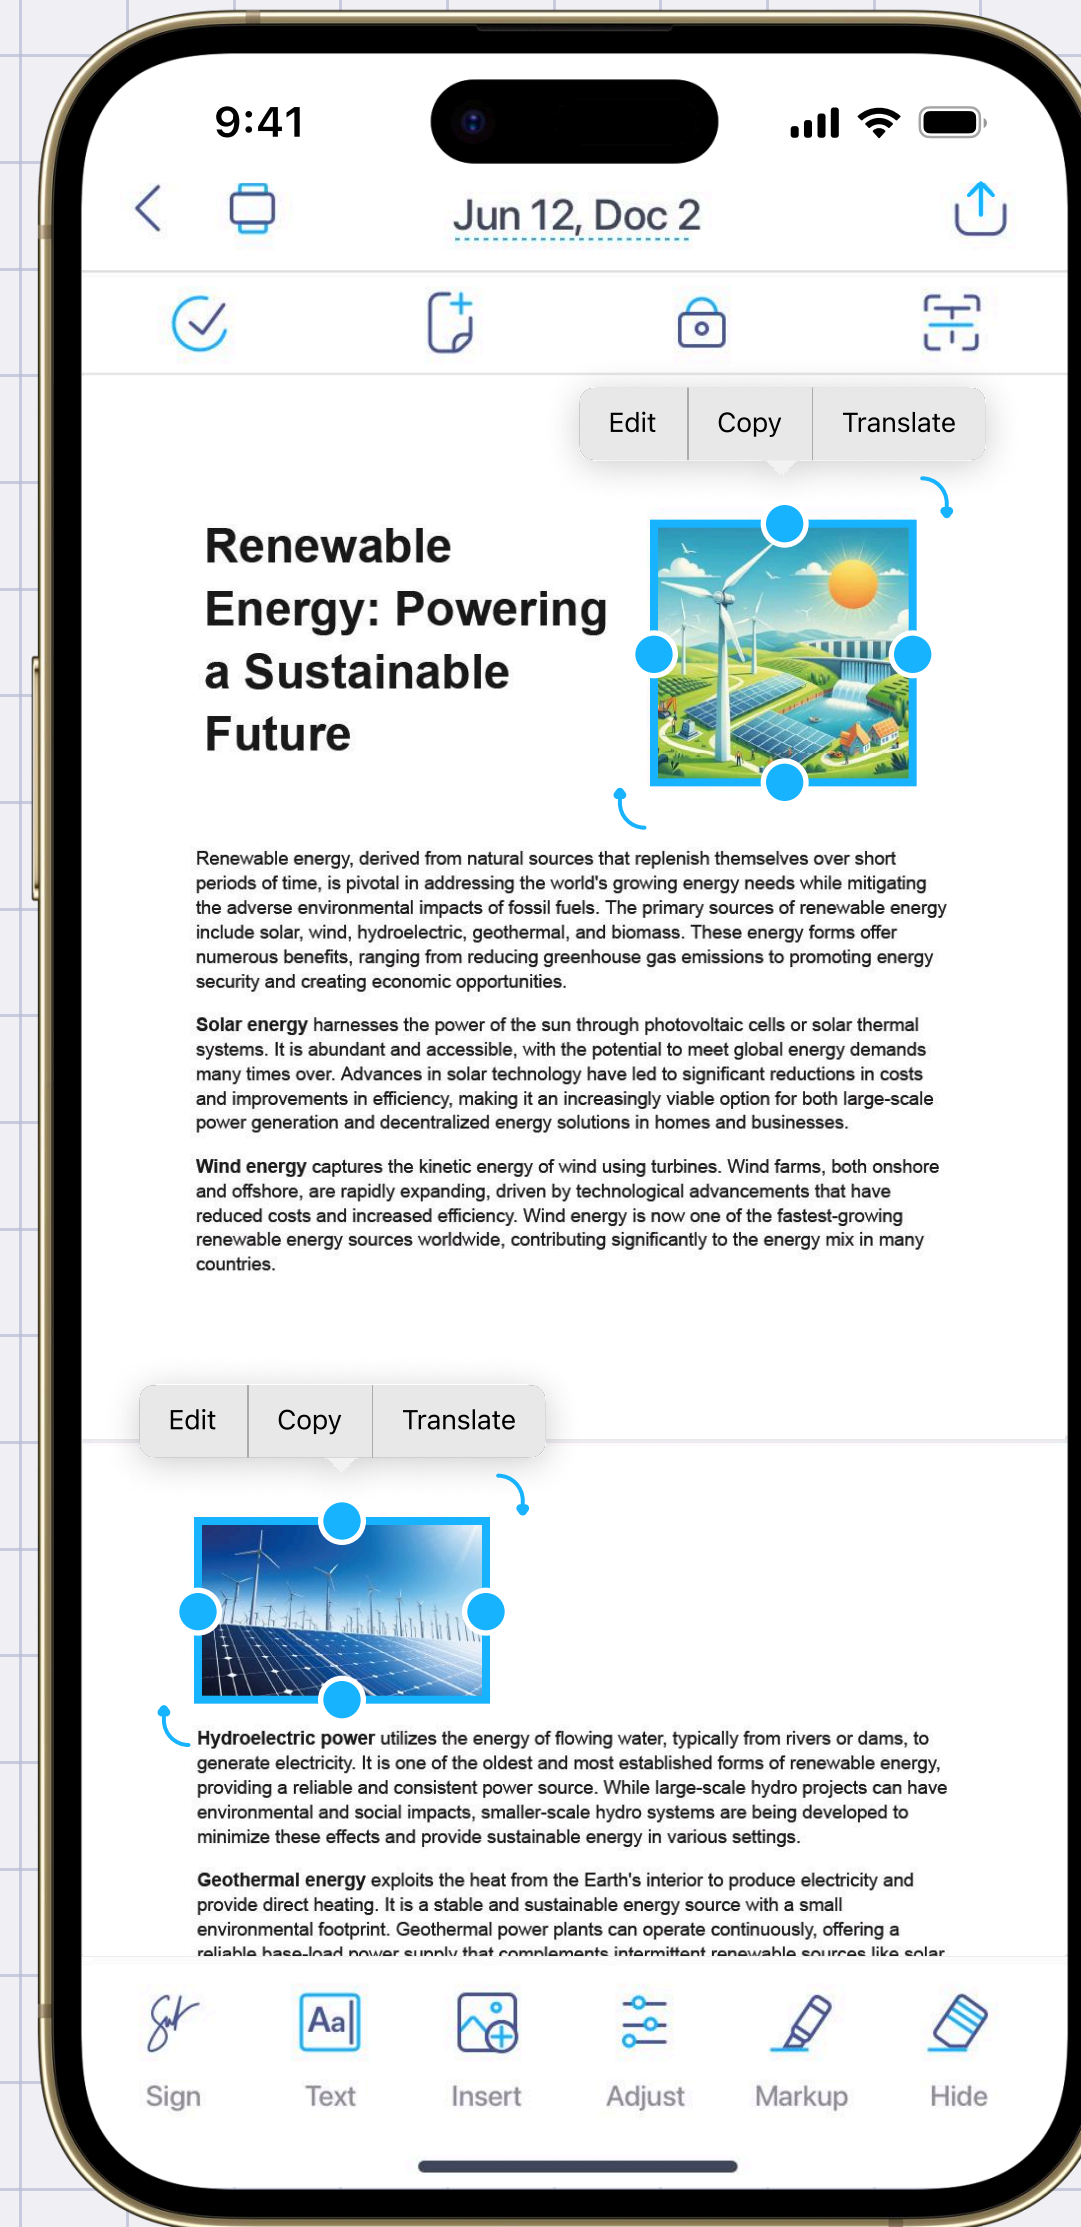 9:41
Jun 12, Doc 2
Edit Copy Translate
Renewable
Energy: Powering
a Sustainable
Future
Renewable energy, derived from natural sources that replenish themselves over short
periods of time, is pivotal in addressing the world's growing energy needs while mitigating
the adverse environmental impacts of fossil fuels. The primary sources of renewable energy
include solar, wind, hydroelectric, geothermal, and biomass. These energy forms offer
numerous benefits, ranging from reducing greenhouse gas emissions to promoting energy
security and creating economic opportunities.
Solar energy harnesses the power of the sun through photovoltaic cells or solar thermal
systems. It is abundant and accessible, with the potential to meet global energy demands
many times over. Advances in solar technology have led to significant reductions in costs
and improvements in efficiency, making it an increasingly viable option for both large-scale
power generation and decentralized energy solutions in homes and businesses.
Wind energy captures the kinetic energy of wind using turbines. Wind farms, both onshore
and offshore, are rapidly expanding, driven by technological advancements that have
reduced costs and increased efficiency. Wind energy is now one of the fastest-growing
renewable energy sources worldwide, contributing significantly to the energy mix in many
countries.
Edit Copy Translate
Hydroelectric power utilizes the energy of flowing water, typically from rivers or dams, to
generate electricity. It is one of the oldest and most established forms of renewable energy,
providing a reliable and consistent power source. While large-scale hydro projects can have
environmental and social impacts, smaller-scale hydro systems are being developed to
minimize these effects and provide sustainable energy in various settings.
Geothermal energy exploits the heat from the Earth's interior to produce electricity and
provide direct heating. It is a stable and sustainable energy source with a small
environmental footprint. Geothermal power plants can operate continuously, offering a
reliable base-load power supply that complements intermittent renewable sources like solar
Aa
Sign Text Insert Adjust Markup Hide